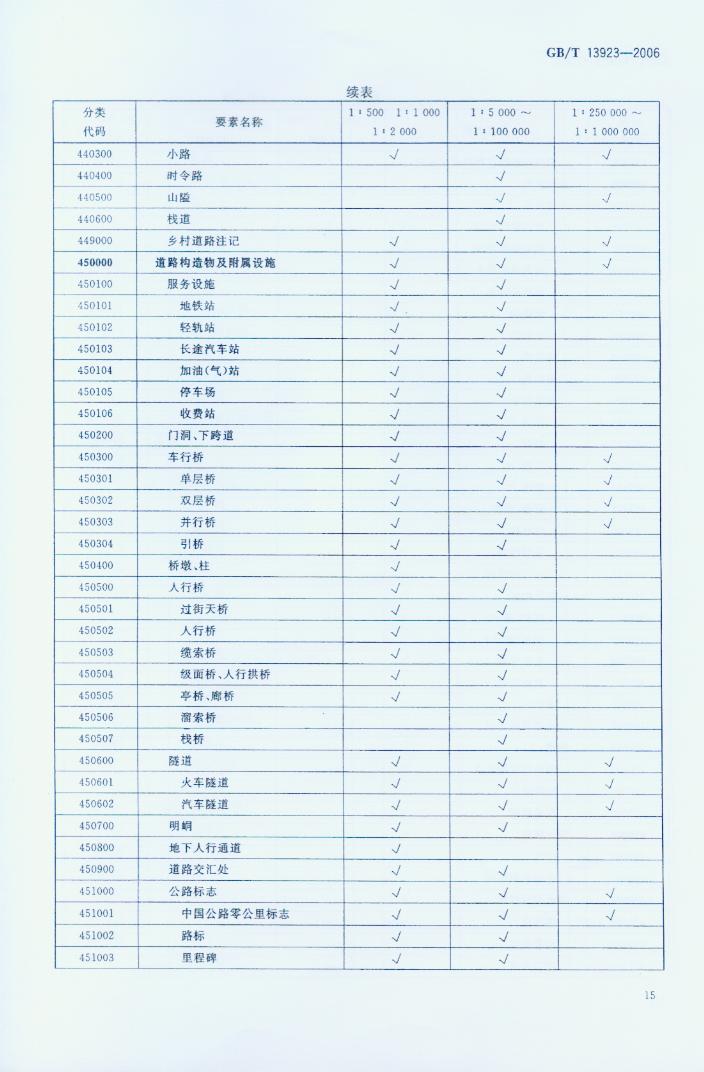 GB/T 13923—2006
续表
分类代码 要素名称 1∶500 1∶1 000 1∶2 000 1∶5 000～1∶100 000 1∶250 000～1∶1 000 000
440300 小路 √ √ √
440400 时令路 √
440500 山隘 √ √
440600 栈道 √
449000 乡村道路注记 √ √ √
450000 道路构造物及附属设施 √ √ √
450100 服务设施 √ √
450101 地铁站 √ √
450102 轻轨站 √ √
450103 长途汽车站 √ √
450104 加油(气)站 √ √
450105 停车场 √ √
450106 收费站 √ √
450200 门洞、下跨道 √ √
450300 车行桥 √ √ √
450301 单层桥 √ √ √
450302 双层桥 √ √ √
450303 并行桥 √ √ √
450304 引桥 √ √
450400 桥墩、柱 √
450500 人行桥 √ √
450501 过街天桥 √ √
450502 人行桥 √ √
450503 缆索桥 √ √
450504 级面桥、人行拱桥 √ √
450505 亭桥、廊桥 √ √
450506 溜索桥 √
450507 栈桥 √
450600 隧道 √ √ √
450601 火车隧道 √ √ √
450602 汽车隧道 √ √ √
450700 明峒 √ √
450800 地下人行通道 √
450900 道路交汇处 √ √
451000 公路标志 √ √ √
451001 中国公路零公里标志 √ √ √
451002 路标 √ √
451003 里程碑 √ √
15